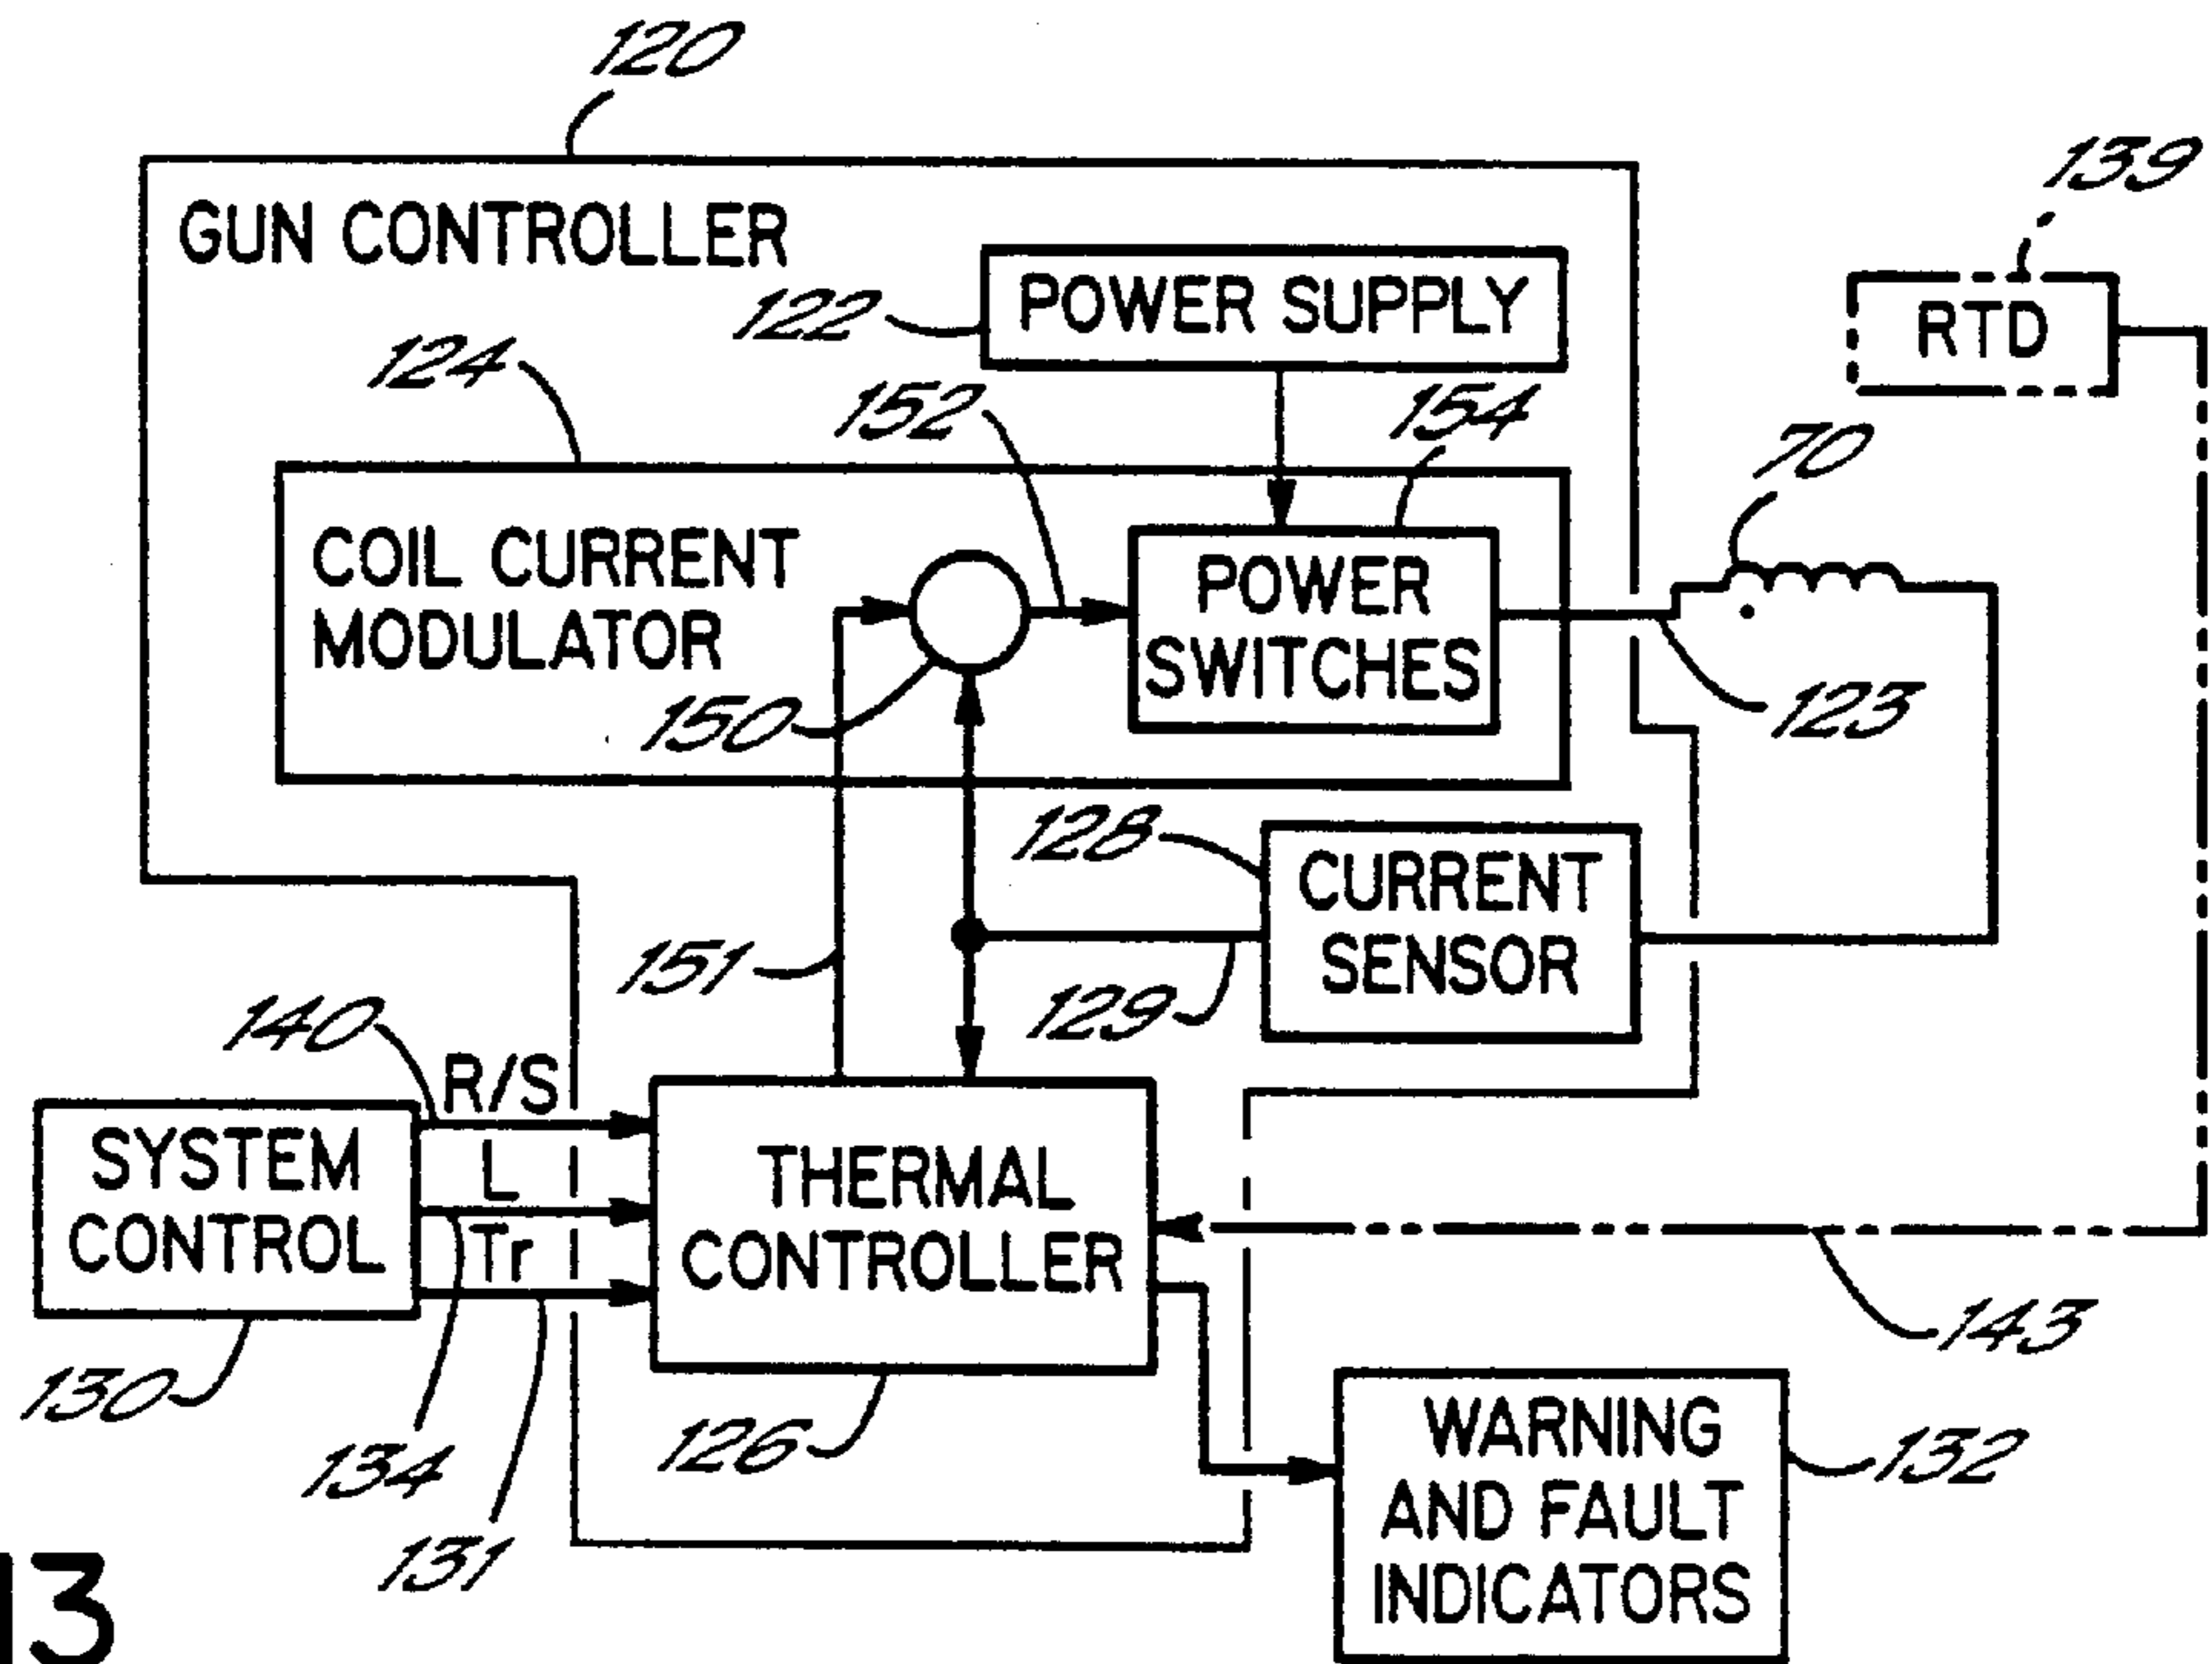 120
139
GUN CONTROLLER
POWER SUPPLY
122
RTD
124
152
154
70
COIL CURRENT
MODULATOR
POWER
SWITCHES
150
123
128
CURRENT
SENSOR
151
129
140
R/S
SYSTEM
CONTROL
L
Tr
THERMAL
CONTROLLER
143
130
134
126
131
WARNING
AND FAULT
INDICATORS
132
13